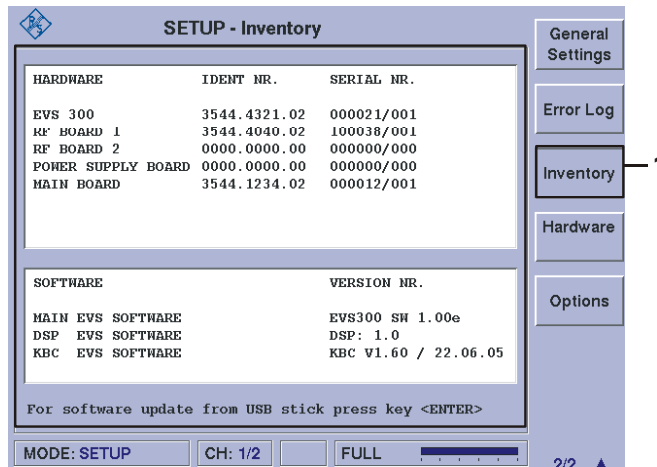 SETUP - Inventory
HARDWARE IDENT NR. SERIAL NR.
EVS 300 3544.4321.02 000021/001
RF BOARD 1 3544.4040.02 100038/001
RF BOARD 2 0000.0000.00 000000/000
POWER SUPPLY BOARD 0000.0000.00 000000/000
MAIN BOARD 3544.1234.02 000012/001
SOFTWARE VERSION NR.
MAIN EVS SOFTWARE EVS300 SW 1.00e
DSP EVS SOFTWARE DSP: 1.0
KBC EVS SOFTWARE KBC V1.60 / 22.06.05
For software update from USB stick press key <ENTER>
MODE: SETUP CH: 1/2 FULL
General
Settings
Error Log
Inventory
Hardware
Options
2/2